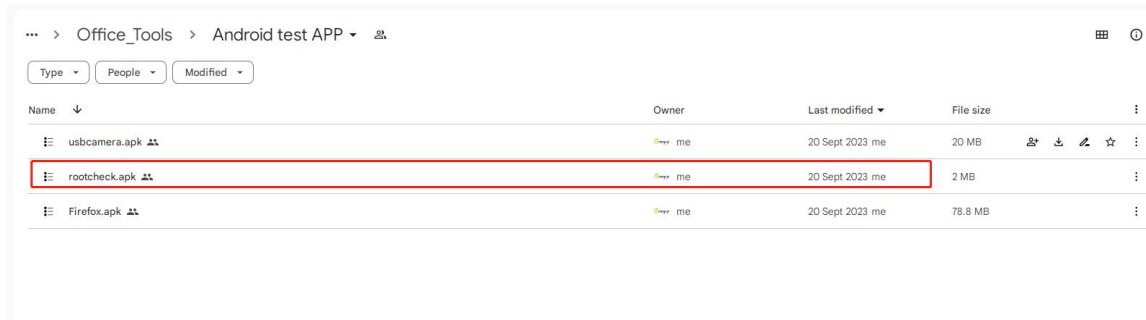 ... > Office_Tools > Android test APP
Type People Modified
Name Owner Last modified File size
usbcamera.apk me 20 Sept 2023 me 20 MB
rootcheck.apk me 20 Sept 2023 me 2 MB
Firefox.apk me 20 Sept 2023 me 78.8 MB